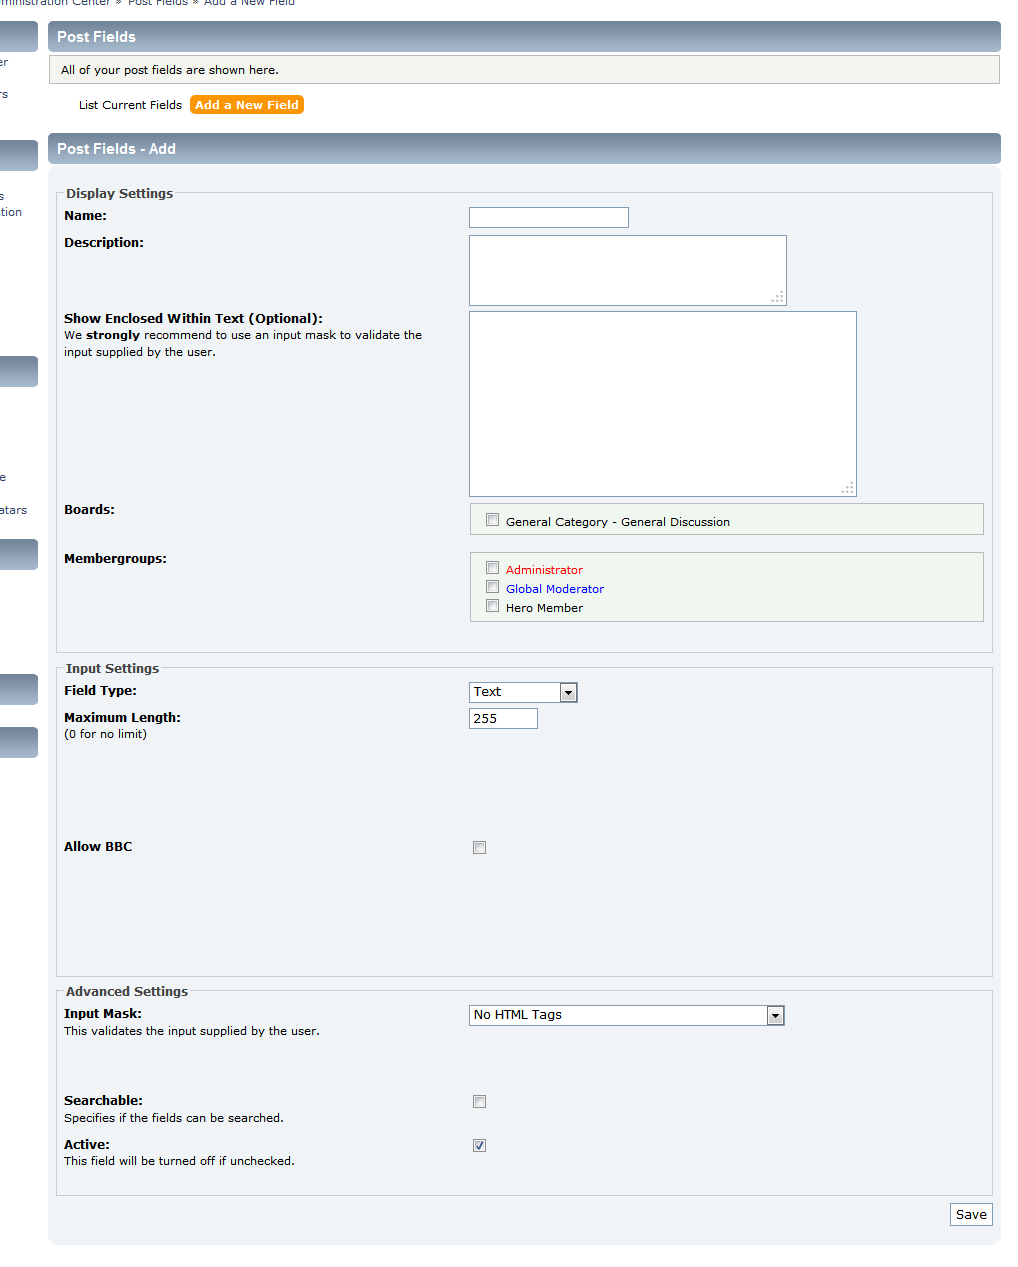 ministration Center » Post Fields » Add a New Field
Post Fields
er
All of your post fields are shown here.
rs
List Current Fields Add a New Field
Post Fields - Add
Display Settings
s
Name:
tion
Description:
Show Enclosed Within Text (Optional):
We strongly recommend to use an input mask to validate the
input supplied by the user.
e
atars
Boards:
General Category - General Discussion
Membergroups:
Administrator
Global Moderator
Hero Member
Input Settings
Field Type:
Text
Maximum Length:
255
(0 for no limit)
Allow BBC
Advanced Settings
Input Mask:
No HTML Tags
This validates the input supplied by the user.
Searchable:
Specifies if the fields can be searched.
Active:
This field will be turned off if unchecked.
Save